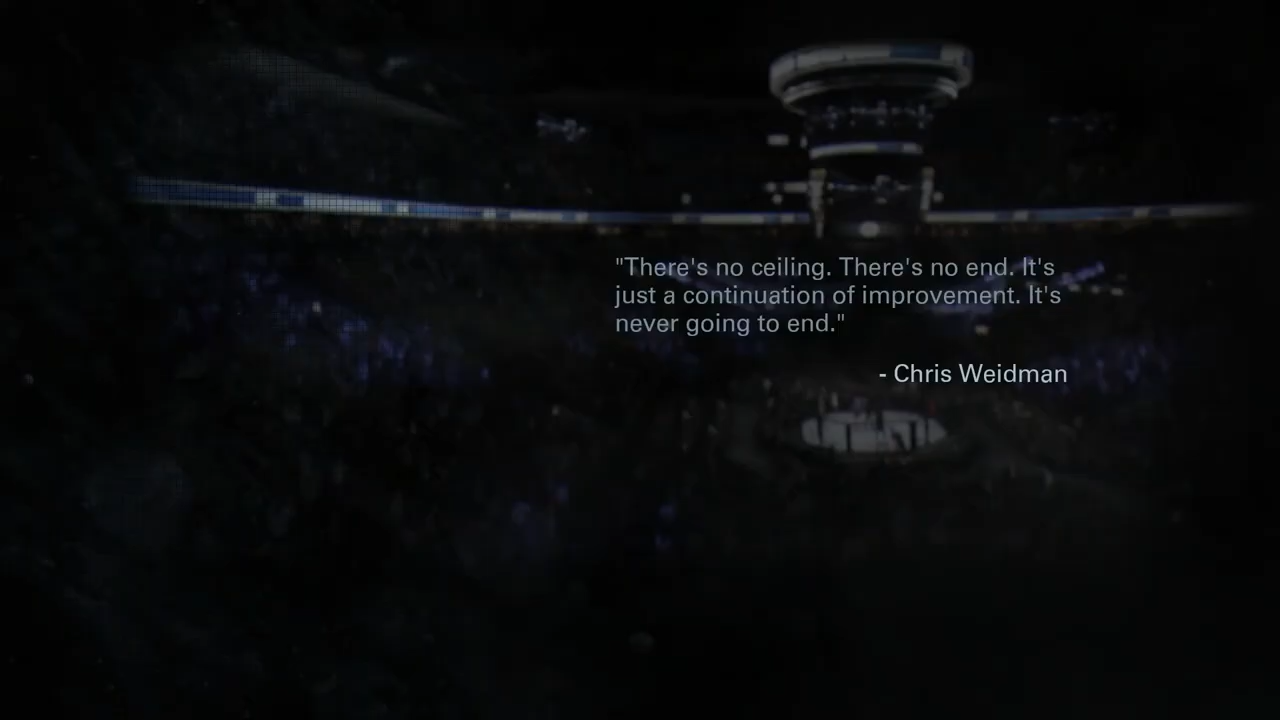 "There's no ceiling. There's no end. It's
just a continuation of improvement. It's
never going to end."
- Chris Weidman